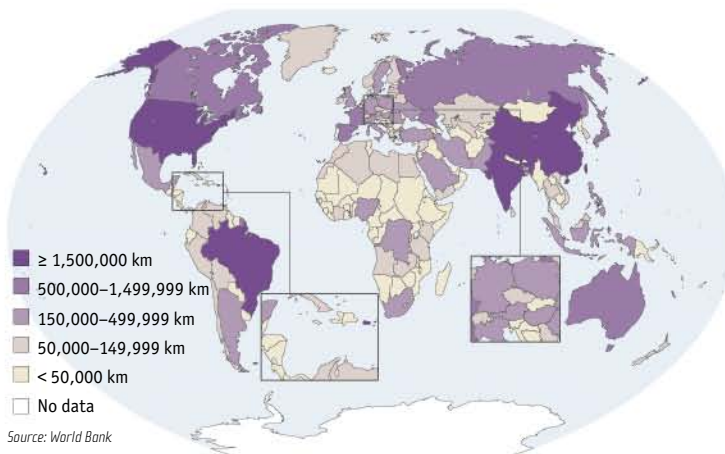 ≥ 1,500,000 km
500,000–1,499,999 km
150,000–499,999 km
50,000–149,999 km
< 50,000 km
No data
Source: World Bank